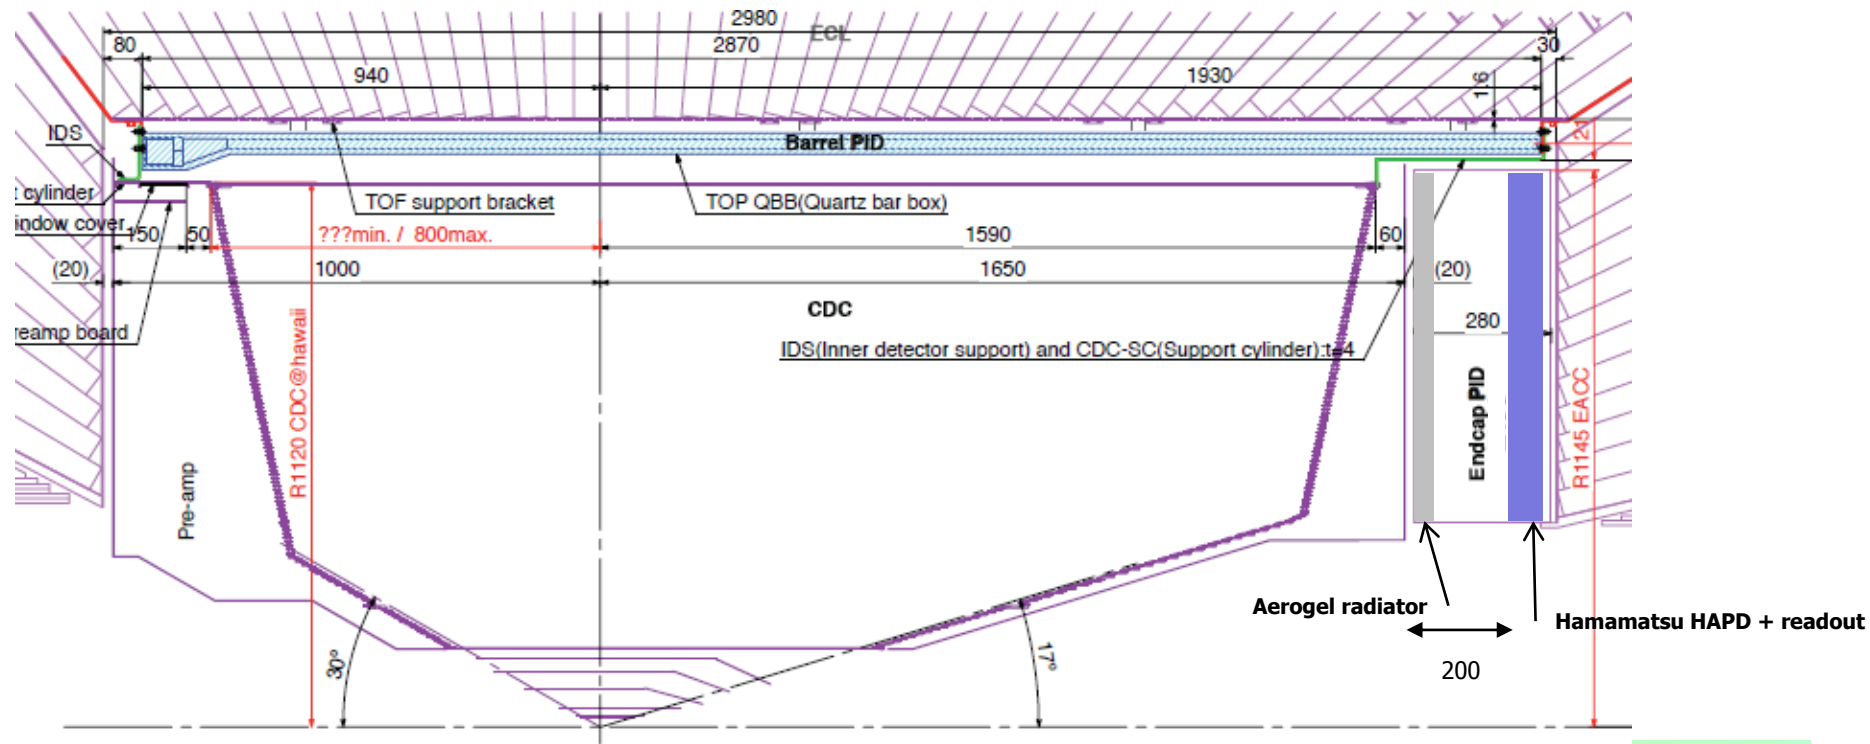 2980
ECL
80
2870
30
940
1930
1.6
IDS
Barrel PID
21
t cylinder
TOF support bracket
TOP QBB(Quartz bar box)
indow cover
150
50
???min. / 800max.
1590
60
(20)
1000
1650
(20)
CDC
280
reamp board
IDS(Inner detector support) and CDC-SC(Support cylinder):t=4
R1120 CDC@hawaii
Endcap PID
R1145 EACC
Pre-amp
Aerogel radiator
Hamamatsu HAPD + readout
30°
17°
200